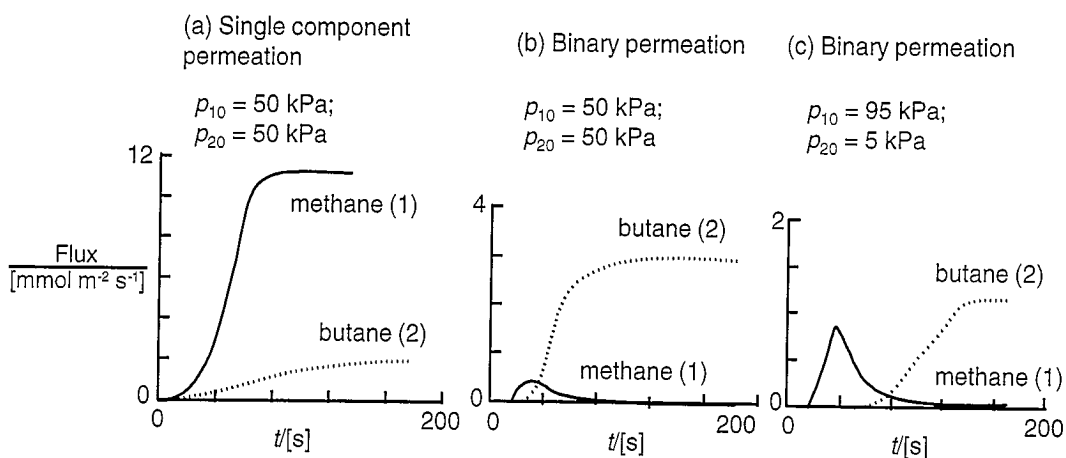 (a) Single component
permeation
p10 = 50 kPa;
p20 = 50 kPa
12
methane (1)
Flux
[mmol m-2 s-1]
butane (2)
0
0
200
t/[s]
(b) Binary permeation
p10 = 50 kPa;
p20 = 50 kPa
4
butane (2)
methane (1)
0
0
200
t/[s]
(c) Binary permeation
p10 = 95 kPa;
p20 = 5 kPa
2
butane (2)
methane (1)
0
0
200
t/[s]